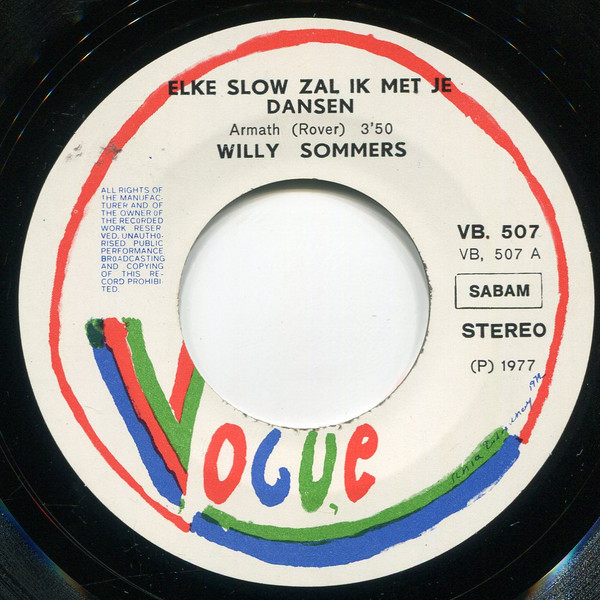 ELKE SLOW ZAL IK MET JE
DANSEN
Armath (Rover) 3'50
WILLY SOMMERS
ALL RIGHTS OF
THE MANUFAC-
TURER AND OF
THE OWNER OF
THE RECORDED
WORK RESER
VED. UNAUTHO-
RISED PUBLIC
PERFORMANCE
BROADCASTING
AND COPYING
OF THIS RE-
CORD PROHIBI
TED.
VB. 507
VB, 507 A
SABAM
STEREO
(P) 1977
VOGUE